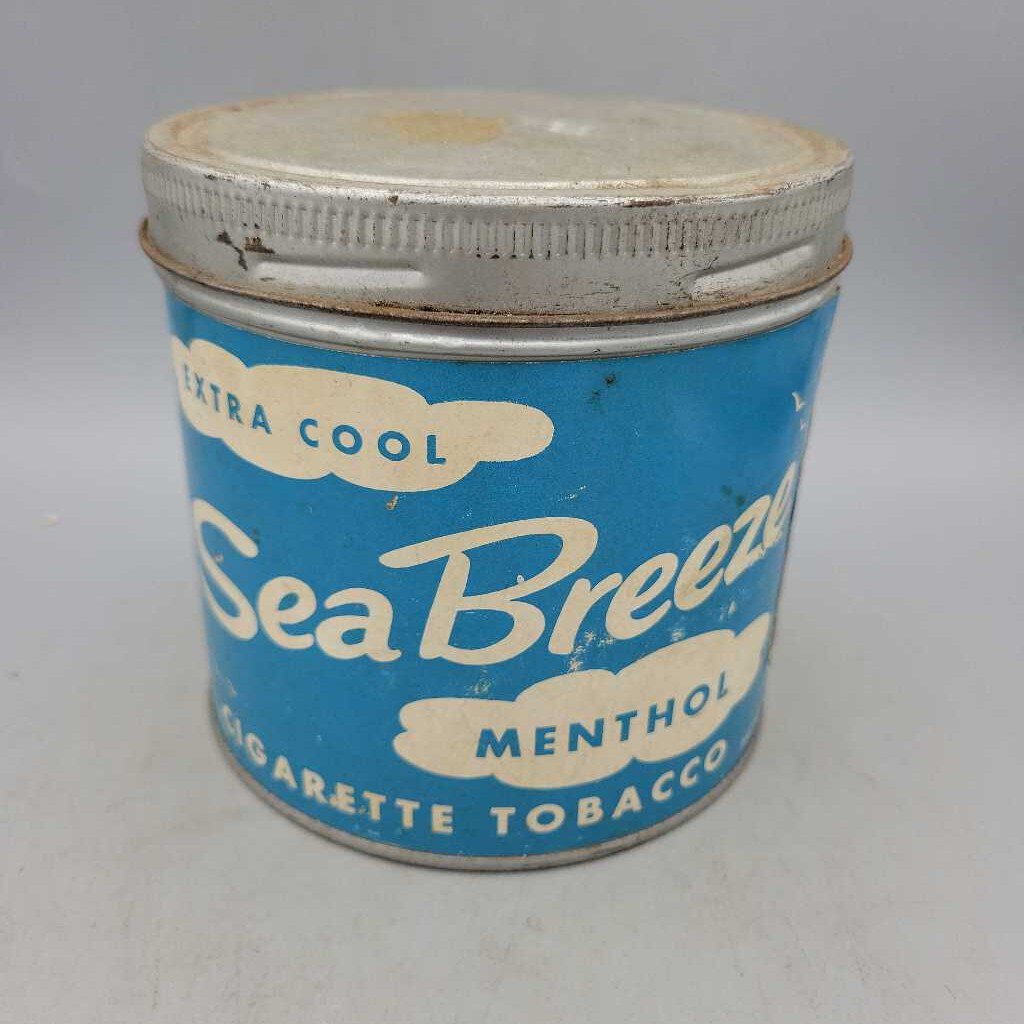 EXTRA COOL
Sea Breeze
MENTHOL
CIGARETTE TOBACCO